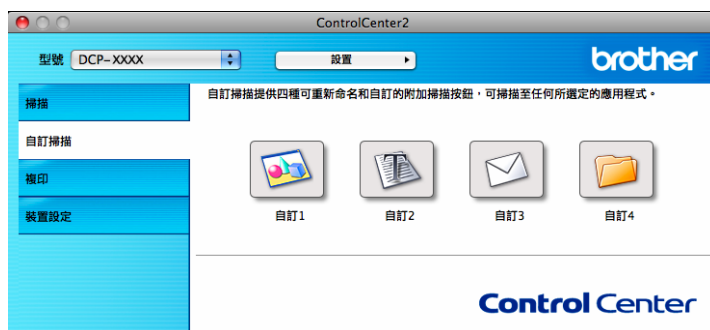 ControlCenter2
型號 DCP-XXXX 設置 brother
掃描
自訂掃描提供四種可重新命名和自訂的附加掃描按鈕，可掃描至任何所選定的應用程式。
自訂掃描
複印
裝置設定
自訂1 自訂2 自訂3 自訂4
Control Center